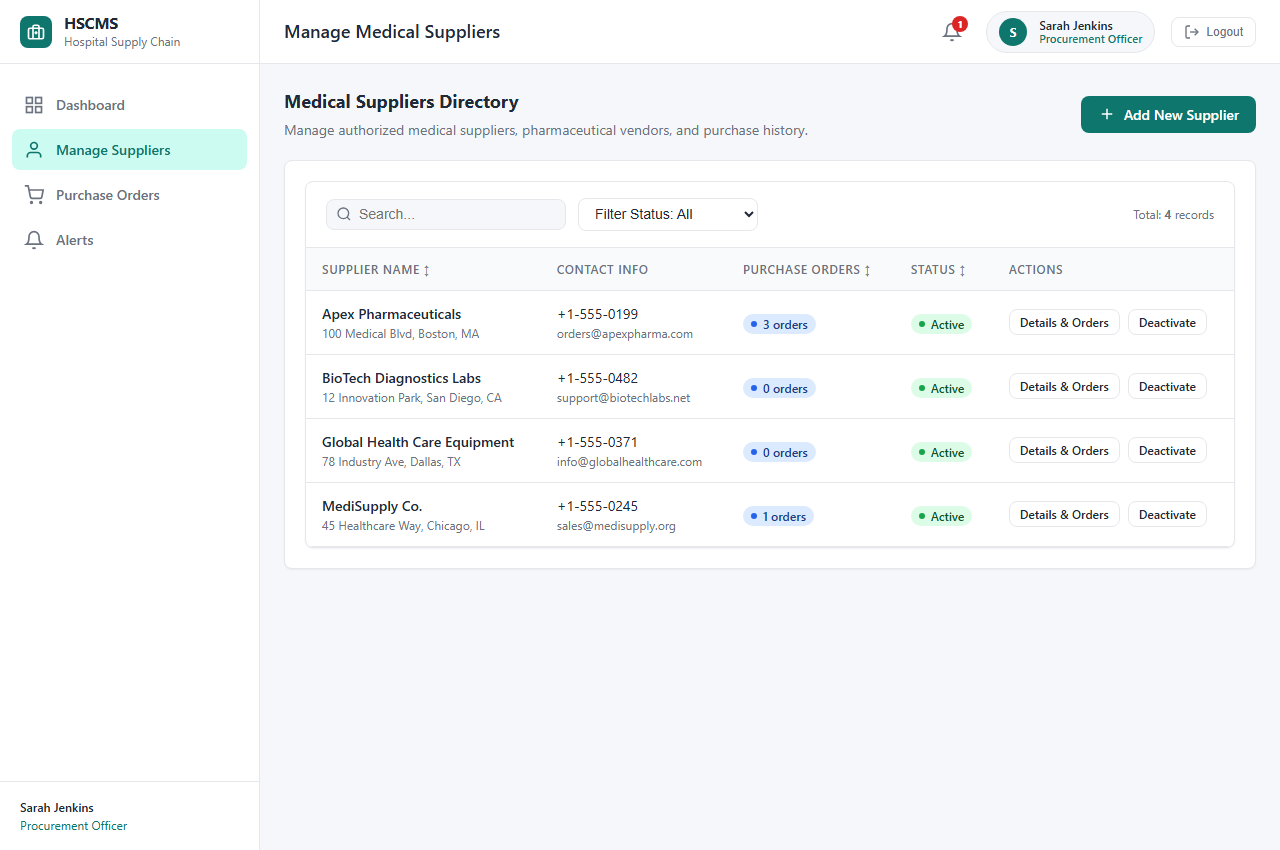 HSCMS
Hospital Supply Chain
Manage Medical Suppliers
1
S
Sarah Jenkins
Procurement Officer
Logout
Dashboard
Manage Suppliers
Purchase Orders
Alerts
Medical Suppliers Directory
Manage authorized medical suppliers, pharmaceutical vendors, and purchase history.
+ Add New Supplier
Search...
Filter Status: All
Total: 4 records
SUPPLIER NAME ↕ CONTACT INFO PURCHASE ORDERS ↕ STATUS ↕ ACTIONS
Apex Pharmaceuticals +1-555-0199
100 Medical Blvd, Boston, MA orders@apexpharma.com
3 orders Active Details & Orders Deactivate
BioTech Diagnostics Labs +1-555-0482
12 Innovation Park, San Diego, CA support@biotechlabs.net
0 orders Active Details & Orders Deactivate
Global Health Care Equipment +1-555-0371
78 Industry Ave, Dallas, TX info@globalhealthcare.com
0 orders Active Details & Orders Deactivate
MediSupply Co. +1-555-0245
45 Healthcare Way, Chicago, IL sales@medisupply.org
1 orders Active Details & Orders Deactivate
Sarah Jenkins
Procurement Officer